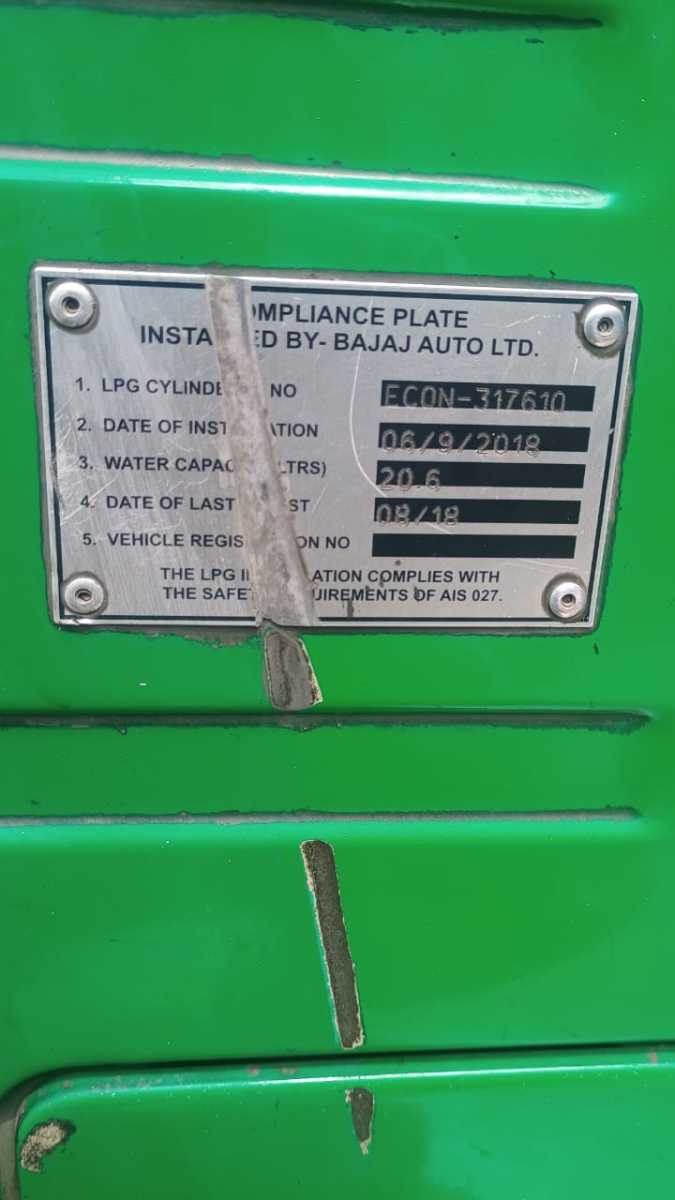 OMPLIANCE PLATE
INSTA ED BY- BAJAJ AUTO LTD.
1. LPG CYLINDE NO ECON-317610
2. DATE OF INST ATION 06/9/2018
3. WATER CAPAC LTRS) 20.6
4. DATE OF LAST ST 08/18
5. VEHICLE REGIS ON NO
THE LPG I ATION COMPLIES WITH
THE SAFET UIREMENTS OF AIS 027.